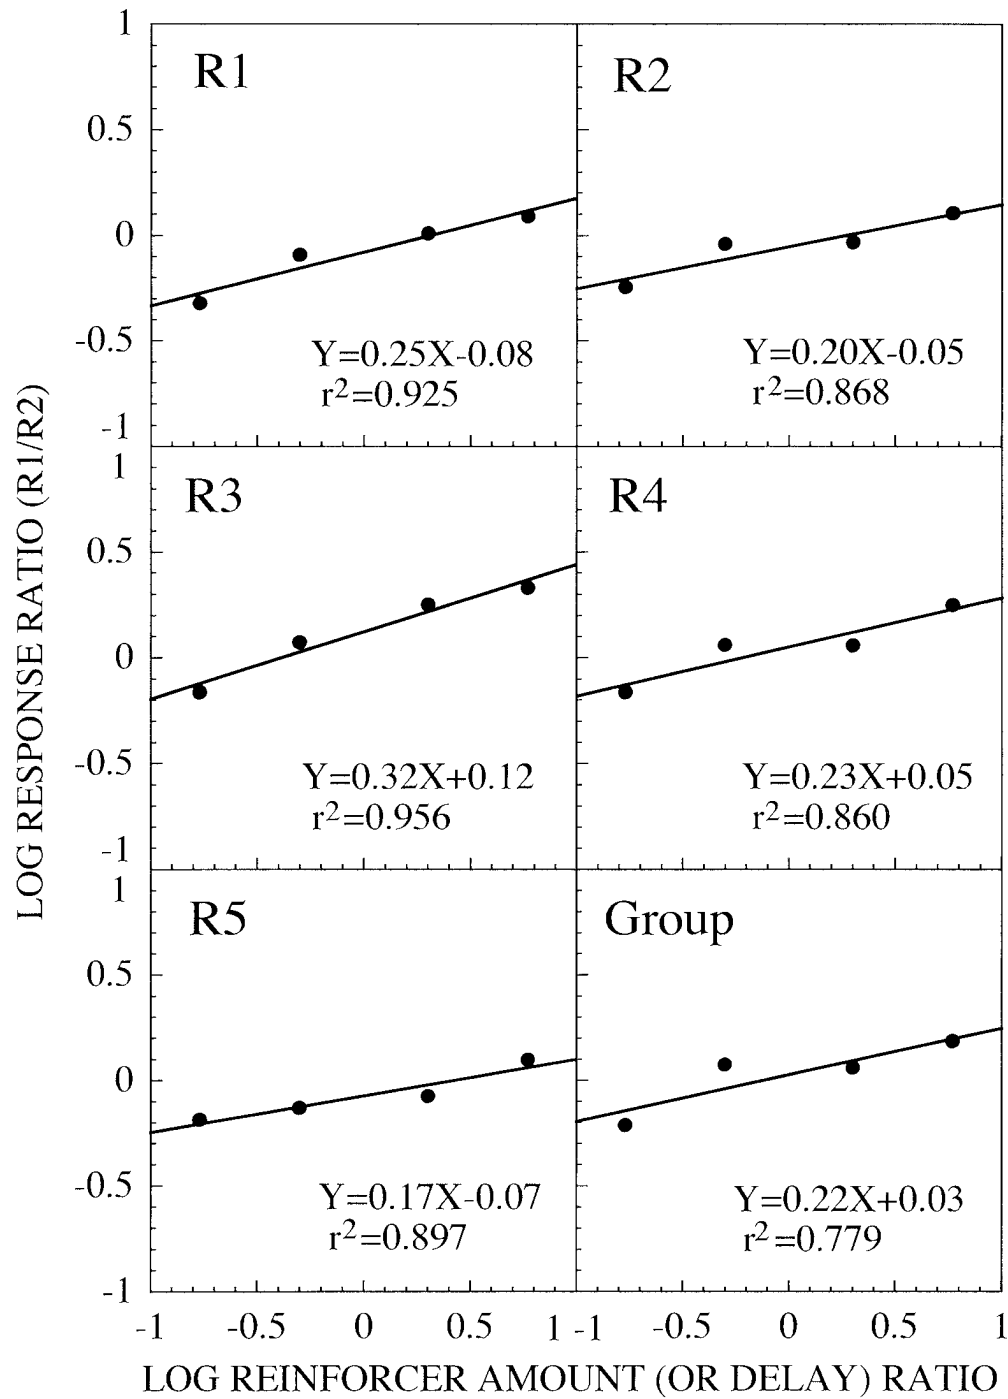 LOG RESPONSE RATIO (R1/R2)
1
0.5
0
-0.5
-1
R1
Y=0.25X-0.08
r²=0.925
R2
Y=0.20X-0.05
r²=0.868
1
0.5
0
-0.5
-1
R3
Y=0.32X+0.12
r²=0.956
R4
Y=0.23X+0.05
r²=0.860
1
0.5
0
-0.5
-1
R5
Y=0.17X-0.07
r²=0.897
Group
Y=0.22X+0.03
r²=0.779
-1 -0.5 0 0.5 1 -1 -0.5 0 0.5 1
LOG REINFORCER AMOUNT (OR DELAY) RATIO